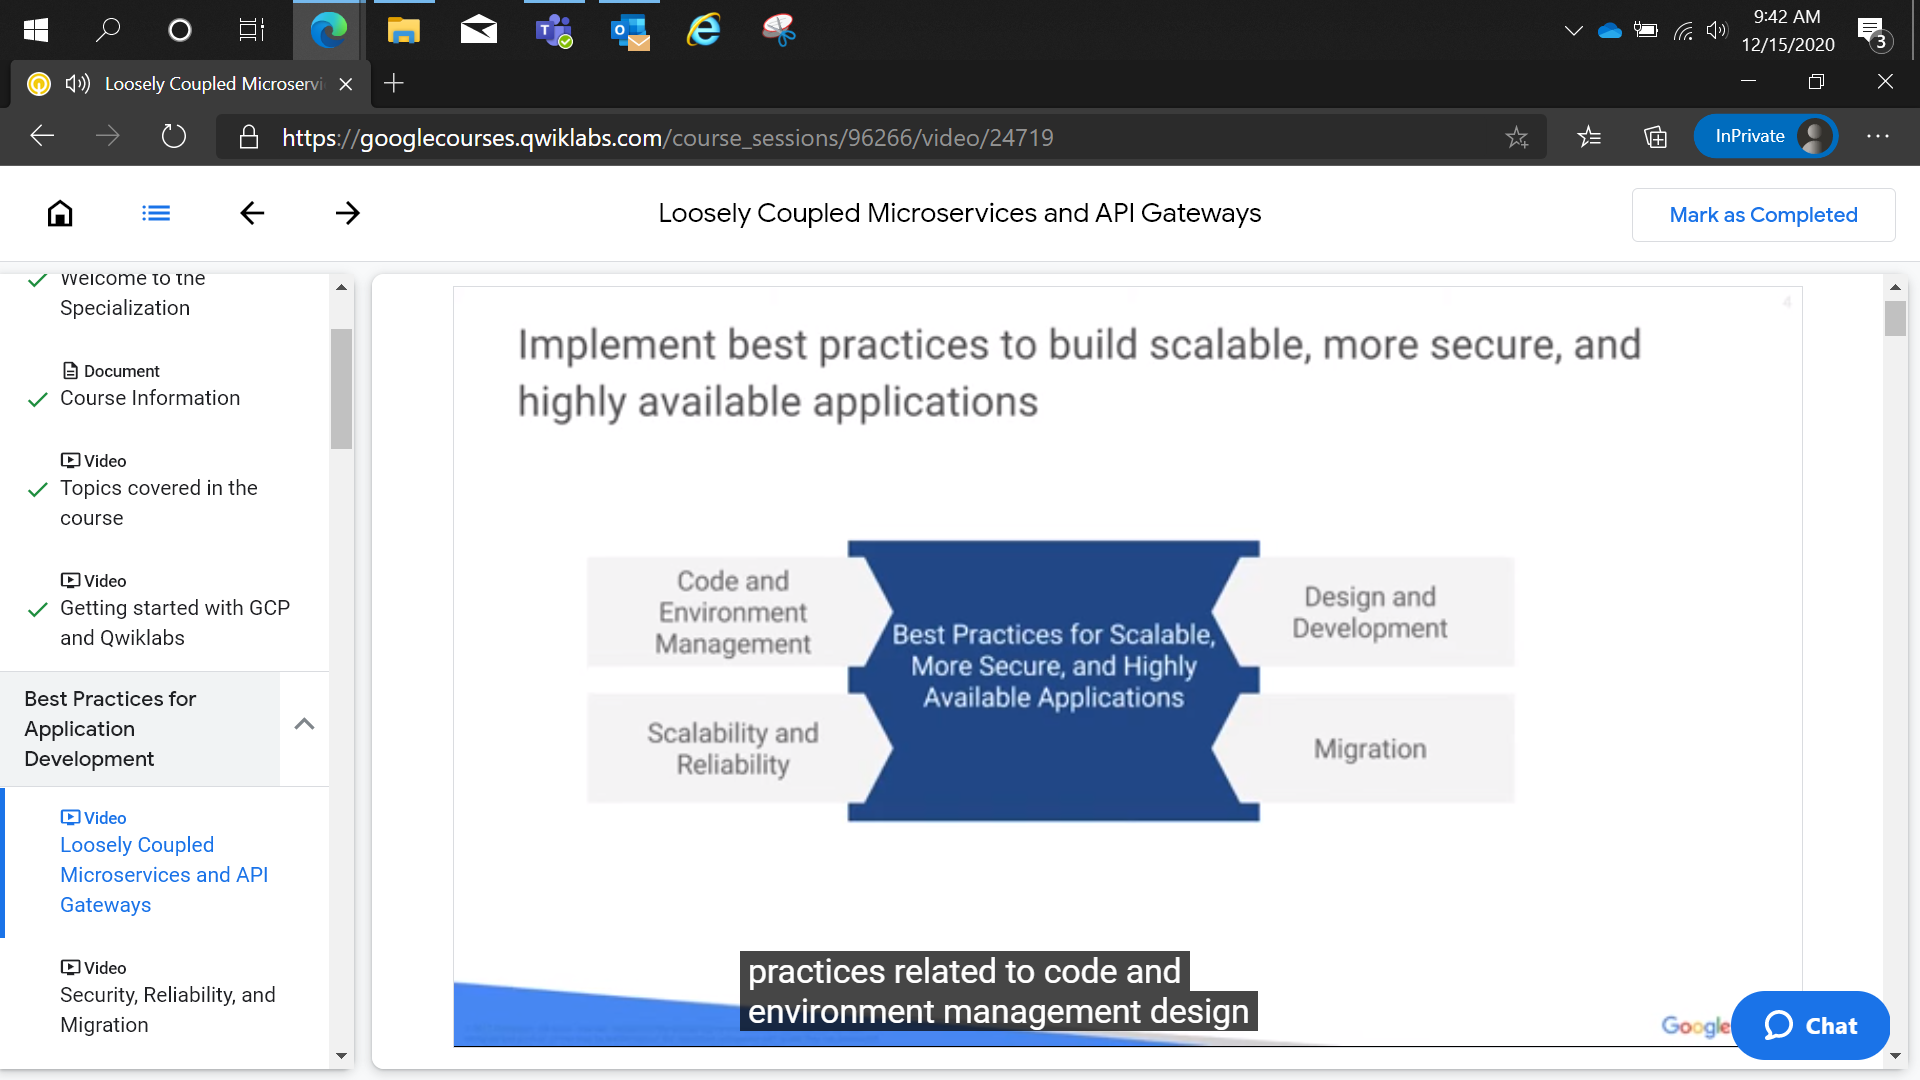 9:42 AM
12/15/2020
3
Loosely Coupled Microservi
https://googlecourses.qwiklabs.com/course_sessions/96266/video/24719
InPrivate
Loosely Coupled Microservices and API Gateways
Mark as Completed
Welcome to the
Specialization
Document
Course Information
Video
Topics covered in the
course
Video
Getting started with GCP
and Qwiklabs
Best Practices for
Application
Development
Video
Loosely Coupled
Microservices and API
Gateways
Video
Security, Reliability, and
Migration
4
Implement best practices to build scalable, more secure, and
highly available applications
Code and
Environment
Management
Scalability and
Reliability
Best Practices for Scalable,
More Secure, and Highly
Available Applications
Design and
Development
Migration
practices related to code and
environment management design
Google
Chat